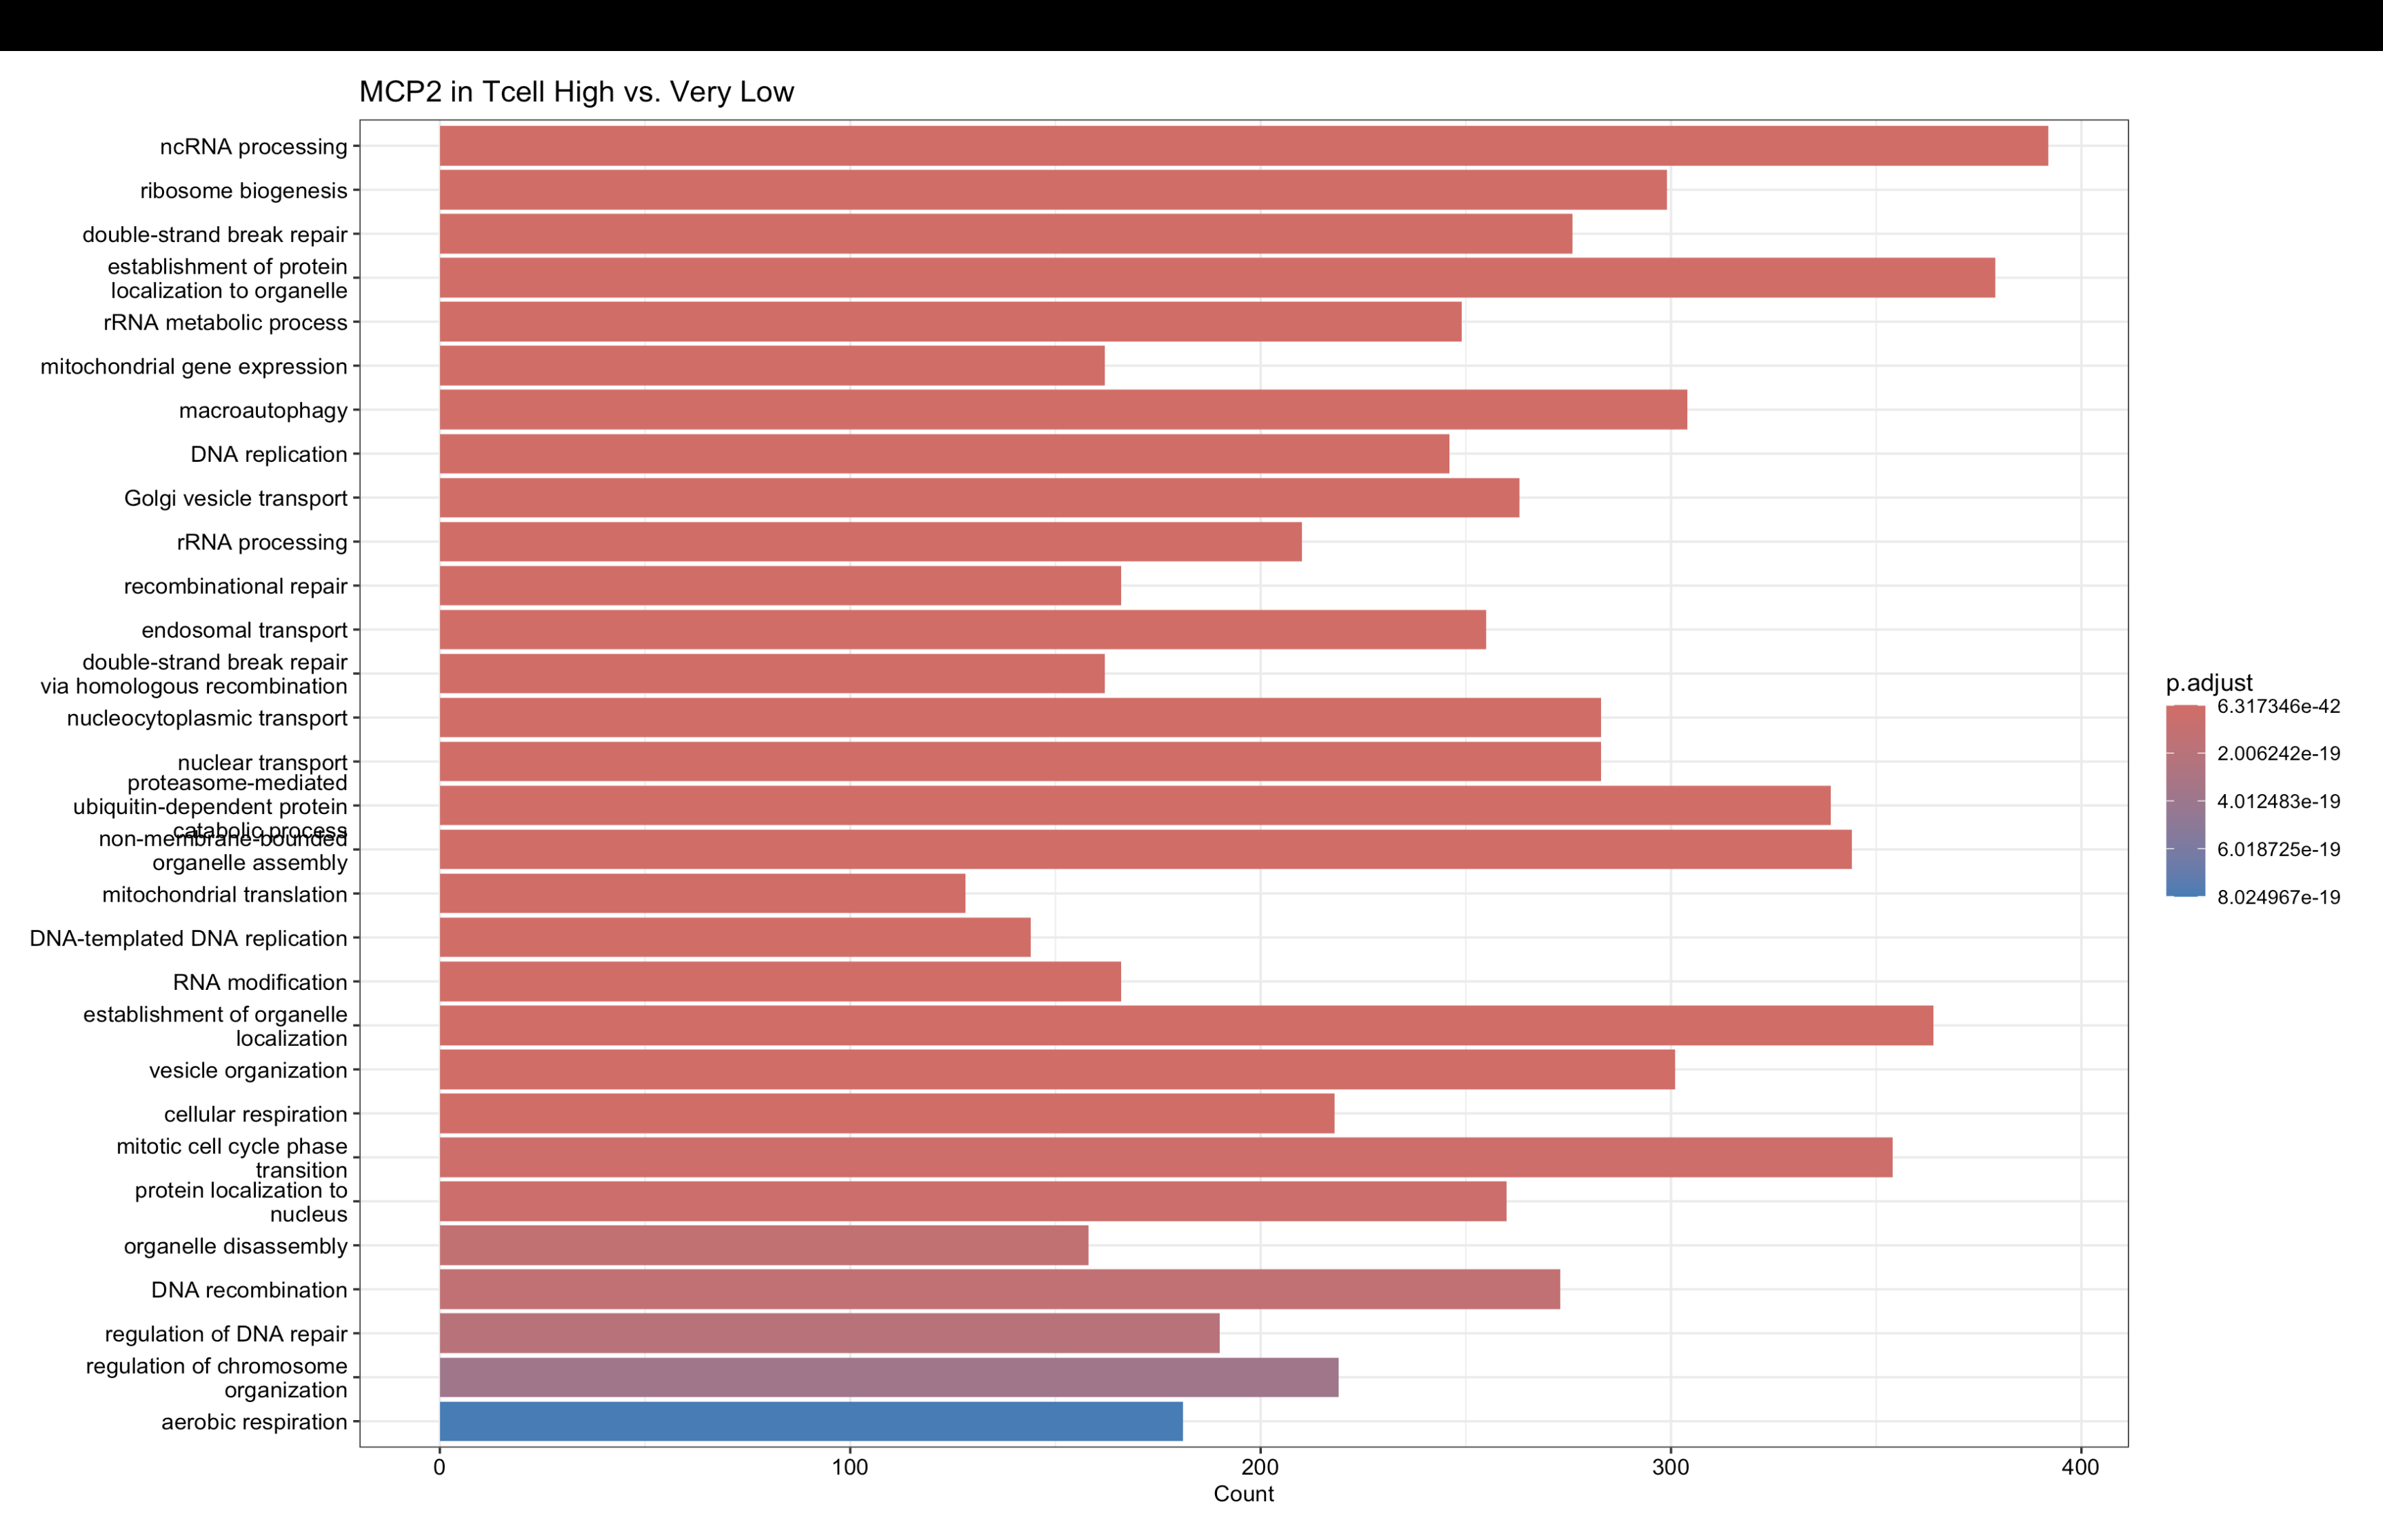 MCP2 in Tcell High vs. Very Low
ncRNA processing
ribosome biogenesis
double-strand break repair
establishment of protein
localization to organelle
rRNA metabolic process
mitochondrial gene expression
macroautophagy
DNA replication
Golgi vesicle transport
rRNA processing
recombinational repair
endosomal transport
double-strand break repair
via homologous recombination
nucleocytoplasmic transport
nuclear transport
proteasome-mediated
ubiquitin-dependent protein
catabolic process
non-membrane-bounded
organelle assembly
mitochondrial translation
DNA-templated DNA replication
RNA modification
establishment of organelle
localization
vesicle organization
cellular respiration
mitotic cell cycle phase
transition
protein localization to
nucleus
organelle disassembly
DNA recombination
regulation of DNA repair
regulation of chromosome
organization
aerobic respiration
0 100 200 300 400
Count
p.adjust
6.317346e-42
2.006242e-19
4.012483e-19
6.018725e-19
8.024967e-19